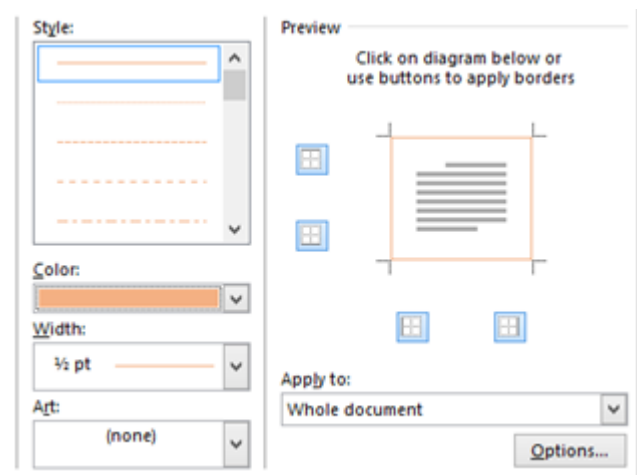 Style:
Color:
Width:
½ pt
Art:
(none)
Preview
Click on diagram below or
use buttons to apply borders
Apply to:
Whole document
Options...